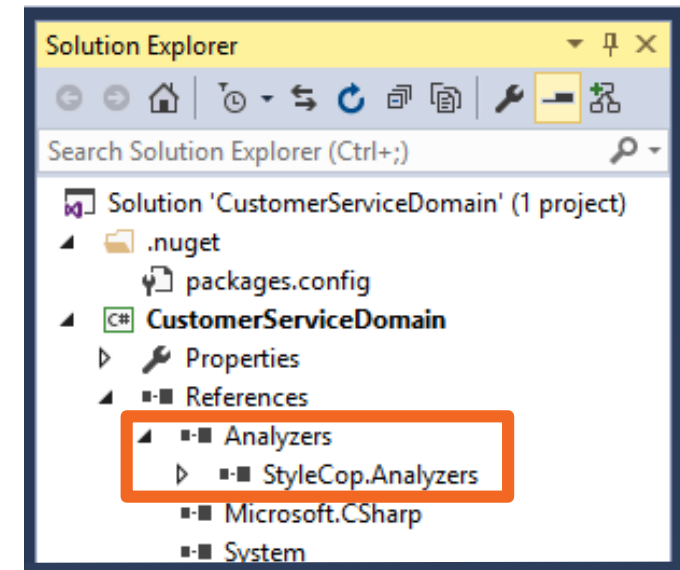 Solution Explorer
Search Solution Explorer (Ctrl+;)
Solution 'CustomerServiceDomain' (1 project)
.nuget
packages.config
C# CustomerServiceDomain
Properties
References
Analyzers
StyleCop.Analyzers
Microsoft.CSharp
System